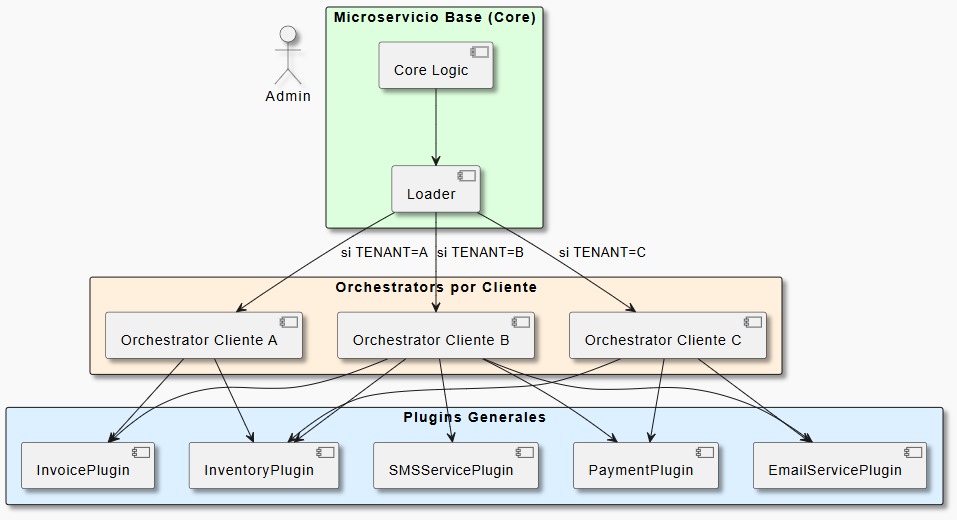 Microservicio Base (Core)
Admin
Core Logic
Loader
si TENANT=A
si TENANT=B
si TENANT=C
Orchestrators por Cliente
Orchestrator Cliente A
Orchestrator Cliente B
Orchestrator Cliente C
Plugins Generales
InvoicePlugin
InventoryPlugin
SMSServicePlugin
PaymentPlugin
EmailServicePlugin